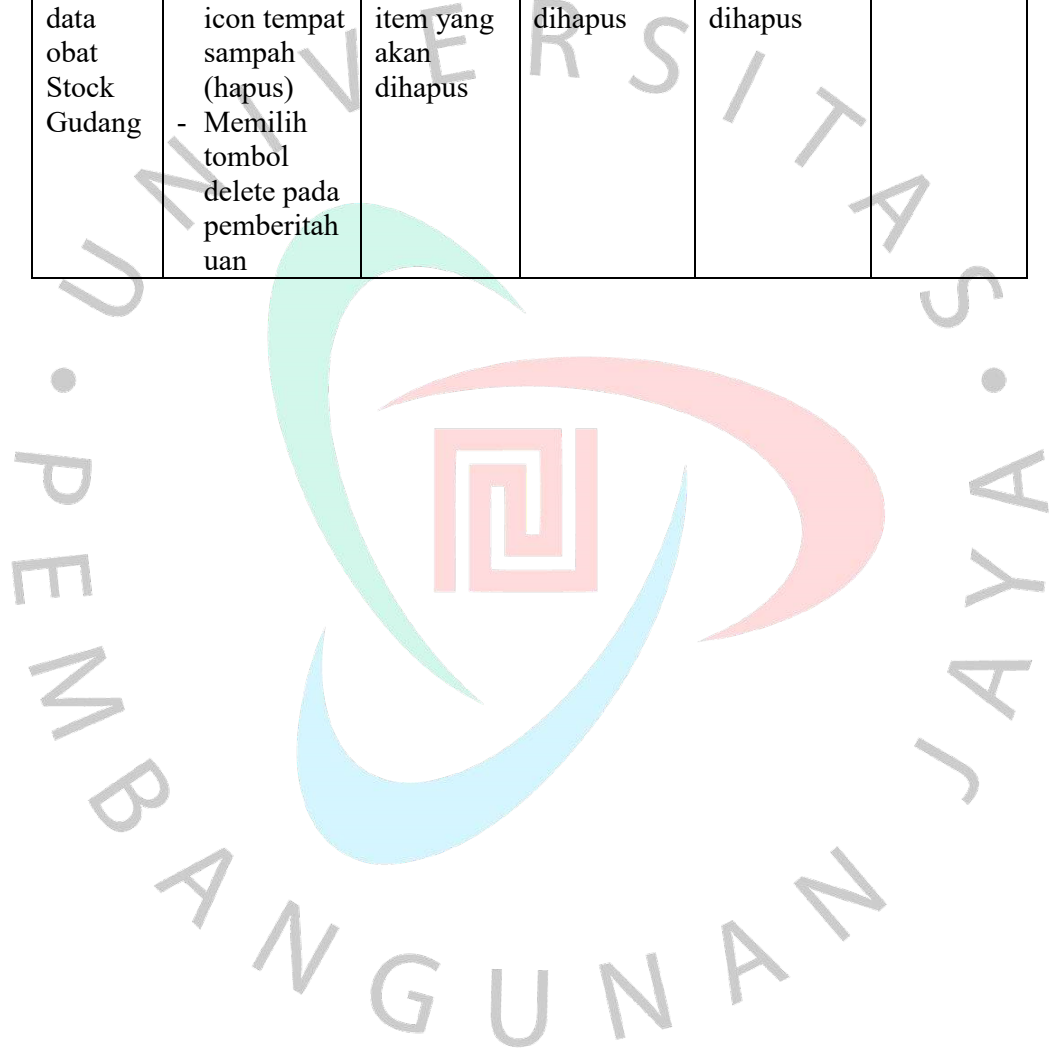 data
obat
Stock
Gudang
icon tempat
sampah
(hapus)
- Memilih
tombol
delete pada
pemberitah
uan
item yang
akan
dihapus
dihapus
dihapus
UNIVERSITAS • PEMBANGUNAN JAYA •